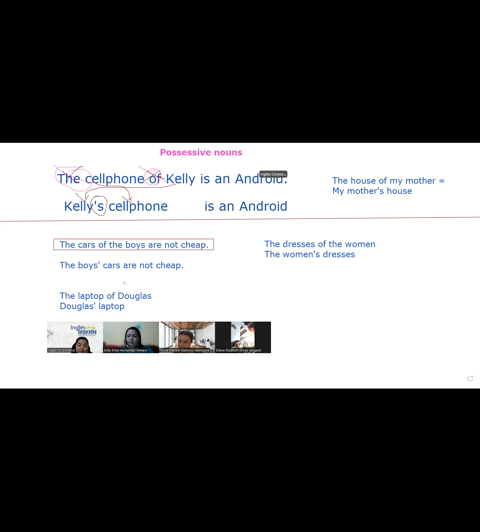 Possessive nouns
The cellphone of Kelly is an Android.
Kelly's cellphone is an Android
The house of my mother =
My mother's house
The cars of the boys are not cheap.
The boys' cars are not cheap.
The dresses of the women
The women's dresses
The laptop of Douglas
Douglas' laptop
Inglés
Corporativo